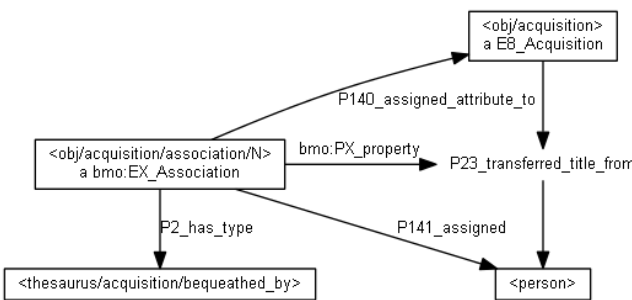 <obj/acquisition>
a E8_Acquisition
P140_assigned_attribute_to
<obj/acquisition/association/N>
a bmo:EX_Association
bmo:PX_property
P23_transferred_title_from
P2_has_type
P141_assigned
<thesaurus/acquisition/bequeathed_by>
<person>